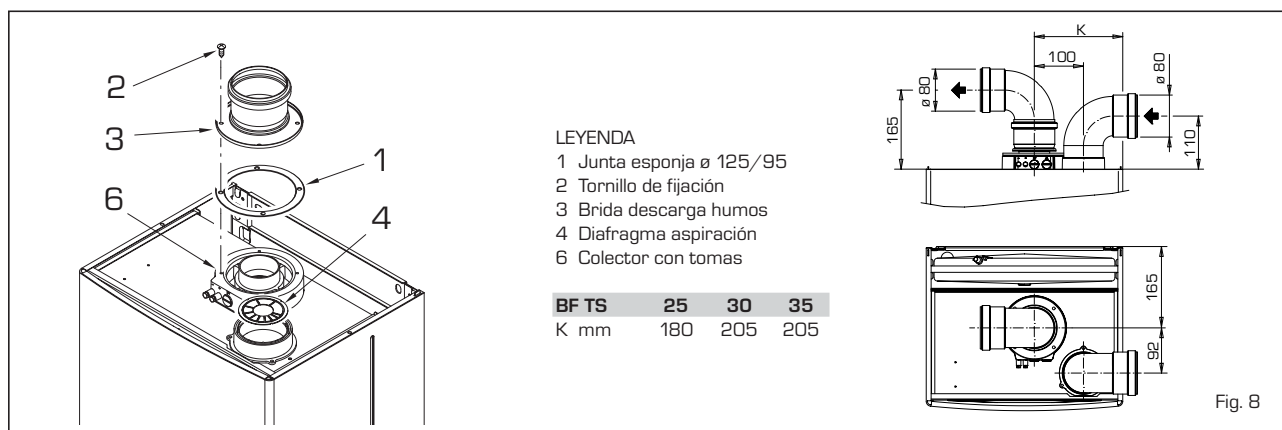 2
3
1
6
4
LEYENDA
1 Junta esponja ø 125/95
2 Tornillo de fijación
3 Brida descarga humos
4 Diafragma aspiración
6 Colector con tomas
BF TS 25 30 35
K mm 180 205 205
K
100
ø 80
ø 80
165
110
165
92
Fig. 8